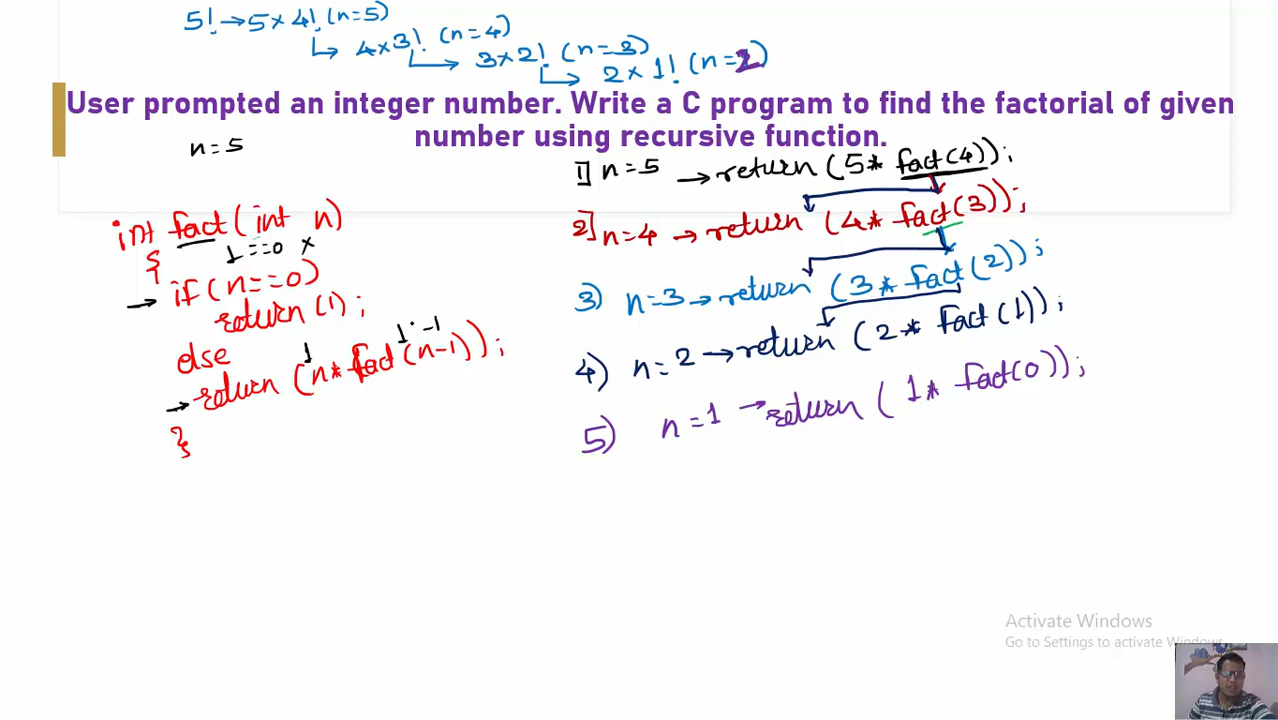 5! → 5 × 4! (n=5)
↳ 4×3! (n=4)
↳ 3×2! (n=3)
↳ 2 × 1! (n=2)
User prompted an integer number. Write a C program to find the factorial of given
number using recursive function.
n=5
int fact(int n)
{
1==0 ×
→ if (n==0)
return (1);
else
1 1-1
→ return (n* fact(n-1));
}
1] n=5 → return (5* fact(4));
2] n=4 → return (4* fact(3));
3) n=3 → return (3* fact(2));
4) n=2 → return (2* fact(1));
5) n=1 → return (1* fact(0));
Activate Windows
Go to Settings to activate Windows.